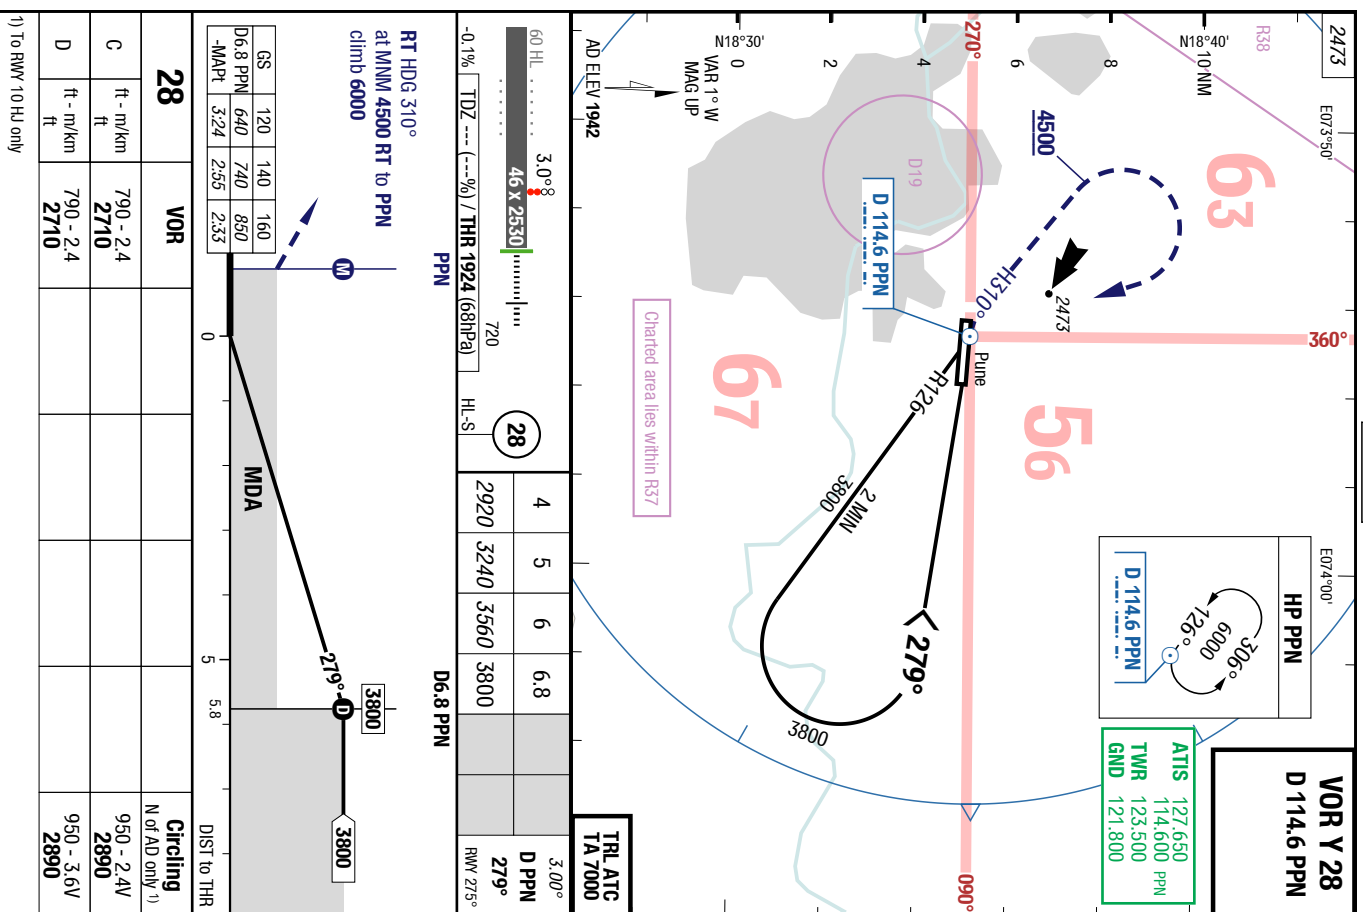 VOR Y 28
D 114.6 PPN
2473
E073°50'
E074°00'
R38
N18°40'
N18°30'
10 NM
8
6
4
2
0
63
56
67
270°
360°
090°
4500
H310°
2473
Pune
D19
D 114.6 PPN
R126
2 MIN
3800
279°
3800
Charted area lies within R37
VAR 1° W
MAG UP
AD ELEV 1942
HP PPN
306°
6000
126°
D 114.6 PPN
ATIS 127.650
114.600 PPN
TWR 123.500
GND 121.800
TRL ATC
TA 7000
60 HL
3.0°
46 x 2530
-0.1%
TDZ --- (---%) / THR 1924 (68hPa)
720
HL-S
28
4 5 6 6.8
2920 3240 3560 3800
3.00°
D PPN
279°
RWY 275°
RT HDG 310°
at MNM 4500 RT to PPN
climb 6000
PPN
D6.8 PPN
M
D
3800
3800
279°
MDA
0
5
5.8
DIST to THR
GS 120 140 160
D6.8 PPN 640 740 850
-MAPt 3:24 2:55 2:33
28 VOR Circling
N of AD only 1)
C ft - m/km 790 - 2.4 950 - 2.4V
ft 2710 2890
D ft - m/km 790 - 2.4 950 - 3.6V
ft 2710 2890
1) To RWY 10 HJ only